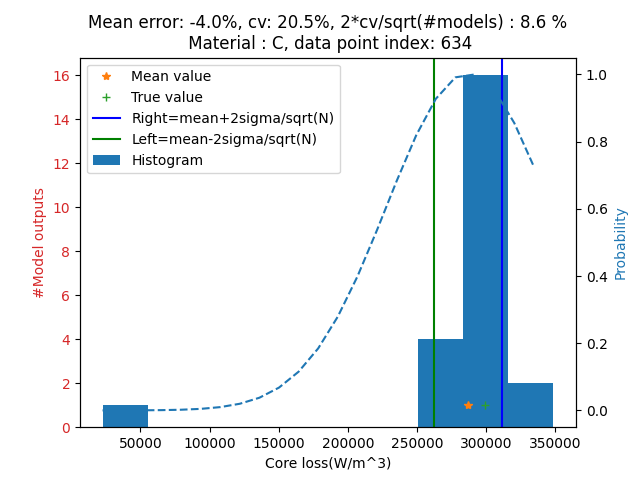 Mean error: -4.0%, cv: 20.5%, 2*cv/sqrt(#models) : 8.6 %
Material : C, data point index: 634
Mean value
True value
Right=mean+2sigma/sqrt(N)
Left=mean-2sigma/sqrt(N)
Histogram
#Model outputs
16
14
12
10
8
6
4
2
0
1.0
0.8
0.6
0.4
0.2
0.0
Probability
50000 100000 150000 200000 250000 300000 350000
Core loss(W/m^3)